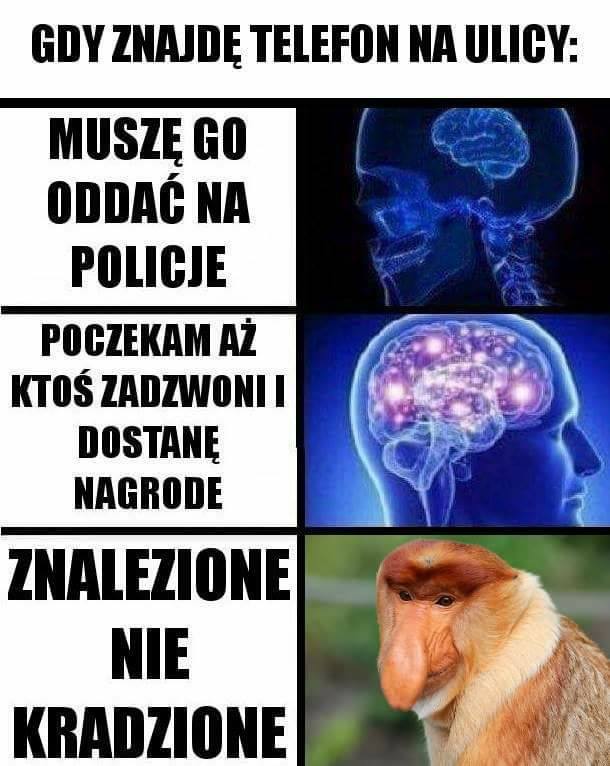 GDY ZNAJDĘ TELEFON NA ULICY:
MUSZĘ GO
ODDAĆ NA
POLICJE
POCZEKAM AŻ
KTOŚ ZADZWONI I
DOSTANĘ
NAGRODE
ZNALEZIONE
NIE
KRADZIONE